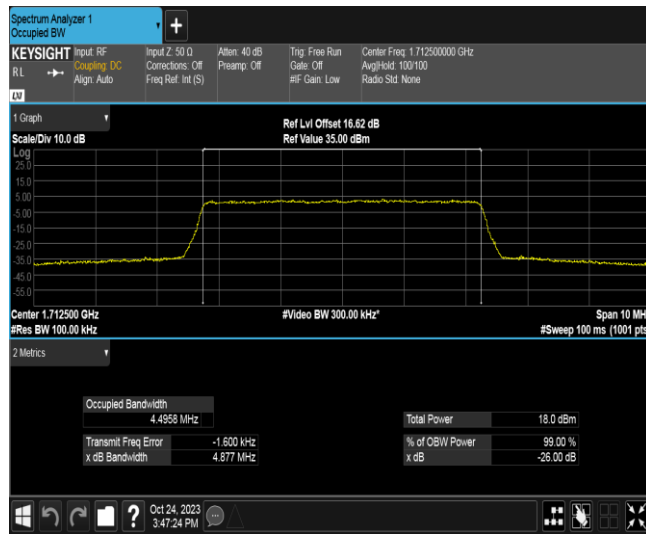 Spectrum Analyzer 1
Occupied BW
+
KEYSIGHT
RL
LXI
Input: RF
Coupling: DC
Align: Auto
Input Z: 50 Ω
Corrections: Off
Freq Ref: Int (S)
Atten: 40 dB
Preamp: Off
Trig: Free Run
Gate: Off
#IF Gain: Low
Center Freq: 1.712500000 GHz
Avg|Hold: 100/100
Radio Std: None
1 Graph
Scale/Div 10.0 dB
Ref Lvl Offset 16.62 dB
Ref Value 35.00 dBm
Log
25.0
15.0
5.00
-5.00
-15.0
-25.0
-35.0
-45.0
-55.0
Center 1.712500 GHz
#Res BW 100.00 kHz
#Video BW 300.00 kHz*
Span 10 MH
#Sweep 100 ms (1001 pts
2 Metrics
Occupied Bandwidth
4.4958 MHz
Transmit Freq Error -1.600 kHz
x dB Bandwidth 4.877 MHz
Total Power 18.0 dBm
% of OBW Power 99.00 %
x dB -26.00 dB
?
Oct 24, 2023
3:47:24 PM